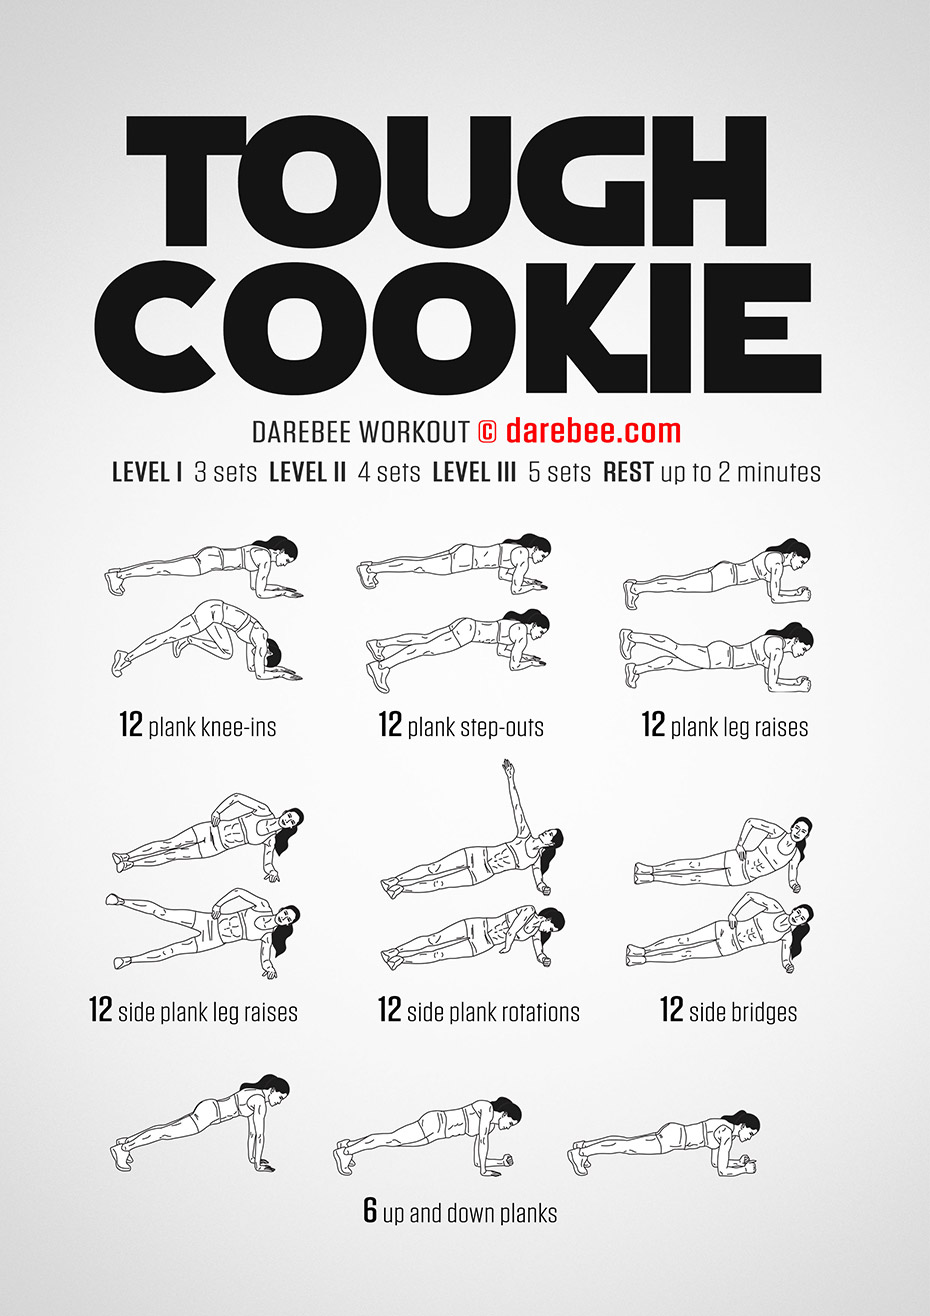 TOUGH
COOKIE
DAREBEE WORKOUT © darebee.com
LEVEL I 3 sets LEVEL II 4 sets LEVEL III 5 sets REST up to 2 minutes
12 plank knee-ins
12 plank step-outs
12 plank leg raises
12 side plank leg raises
12 side plank rotations
12 side bridges
6 up and down planks